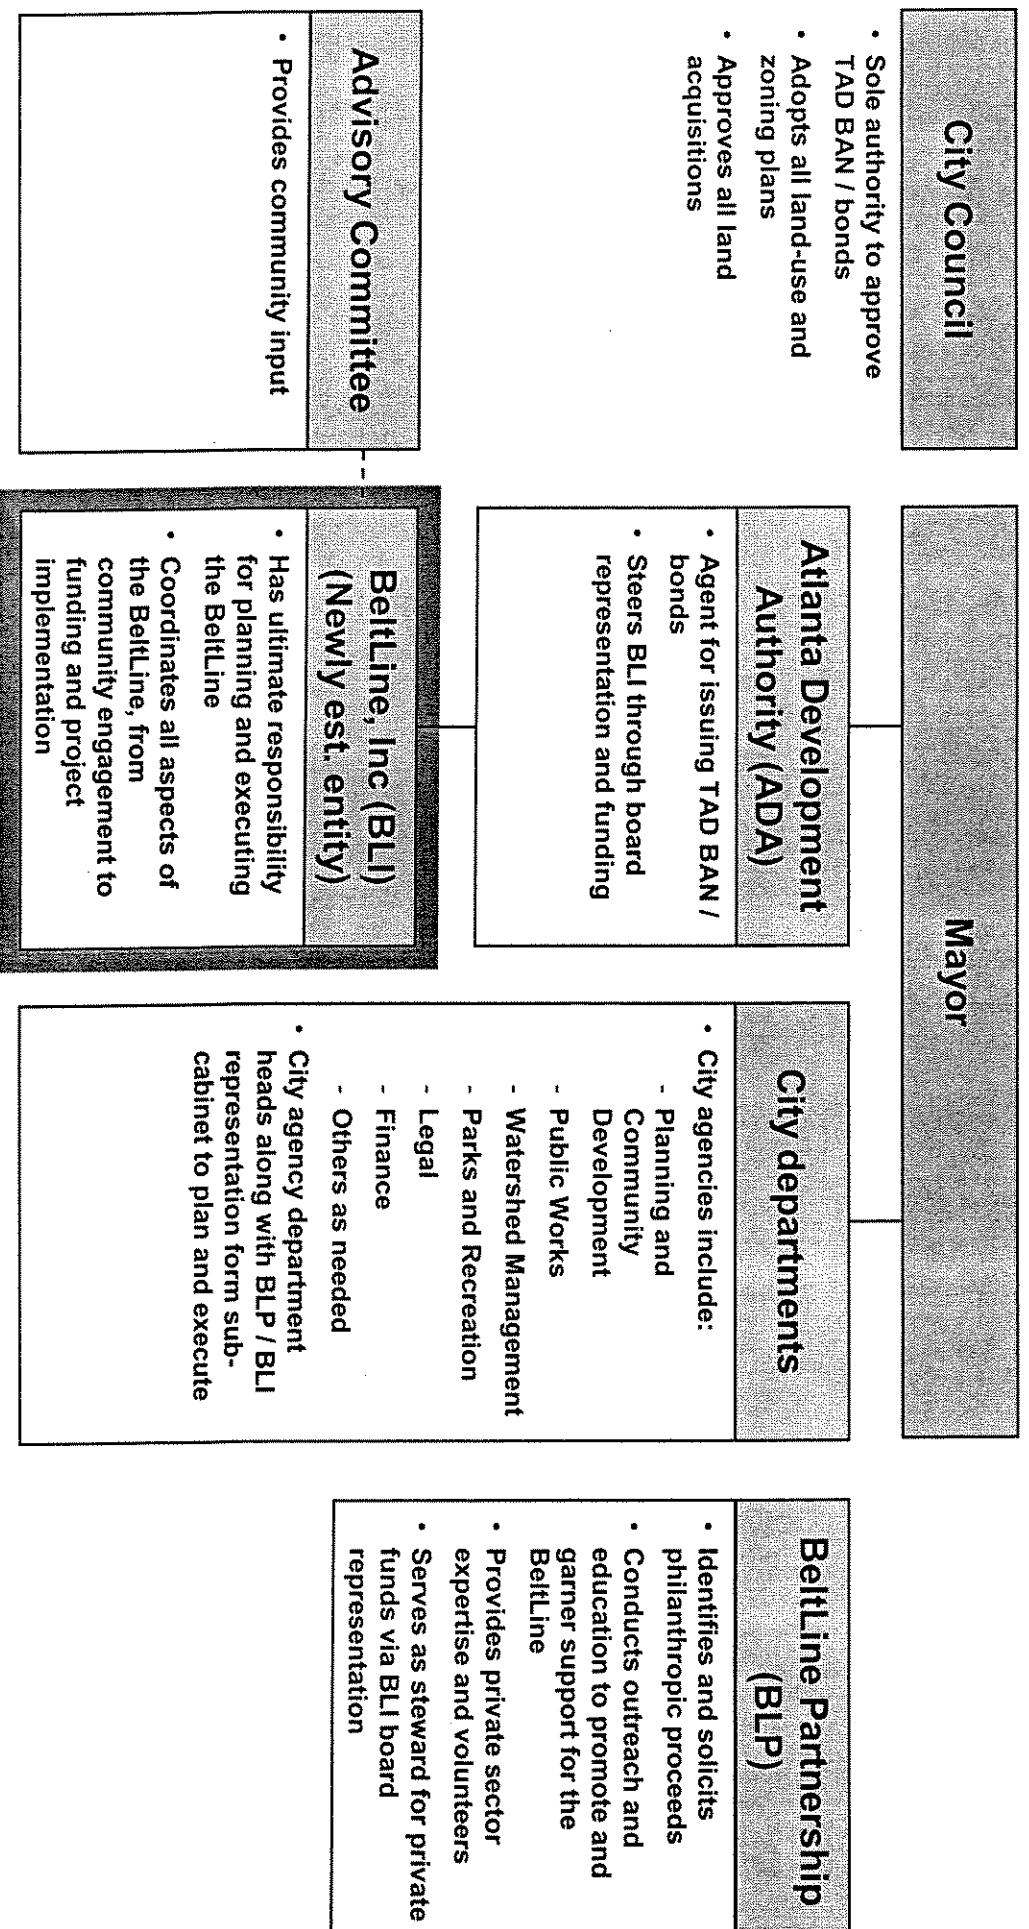 City Council
• Sole authority to approve
TAD BAN / bonds
• Adopts all land-use and
zoning plans
• Approves all land
acquisitions
Mayor
Atlanta Development
Authority (ADA)
• Agent for issuing TAD BAN /
bonds
• Steers BLI through board
representation and funding
City departments
• City agencies include:
- Planning and
Community
Development
- Public Works
- Watershed Management
- Parks and Recreation
- Legal
- Finance
- Others as needed
• City agency department
heads along with BLP / BLI
representation form sub-
cabinet to plan and execute
BeltLine Partnership
(BLP)
• Identifies and solicits
philanthropic proceeds
• Conducts outreach and
education to promote and
garner support for the
BeltLine
• Provides private sector
expertise and volunteers
• Serves as steward for private
funds via BLI board
representation
Advisory Committee
• Provides community input
BeltLine, Inc (BLI)
(Newly est. entity)
• Has ultimate responsibility
for planning and executing
the BeltLine
• Coordinates all aspects of
the BeltLine, from
community engagement to
funding and project
implementation